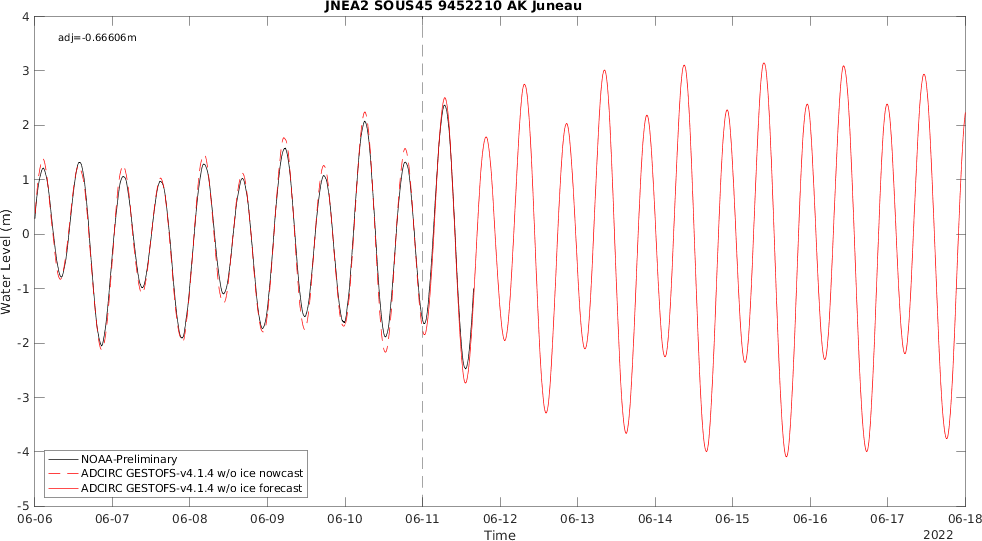 JNEA2 SOUS45 9452210 AK Juneau
adj=-0.66606m
4
3
2
1
0
-1
-2
-3
-4
-5
Water Level (m)
NOAA-Preliminary
ADCIRC GESTOFS-v4.1.4 w/o ice nowcast
ADCIRC GESTOFS-v4.1.4 w/o ice forecast
06-06 06-07 06-08 06-09 06-10 06-11 06-12 06-13 06-14 06-15 06-16 06-17 06-18
Time
2022